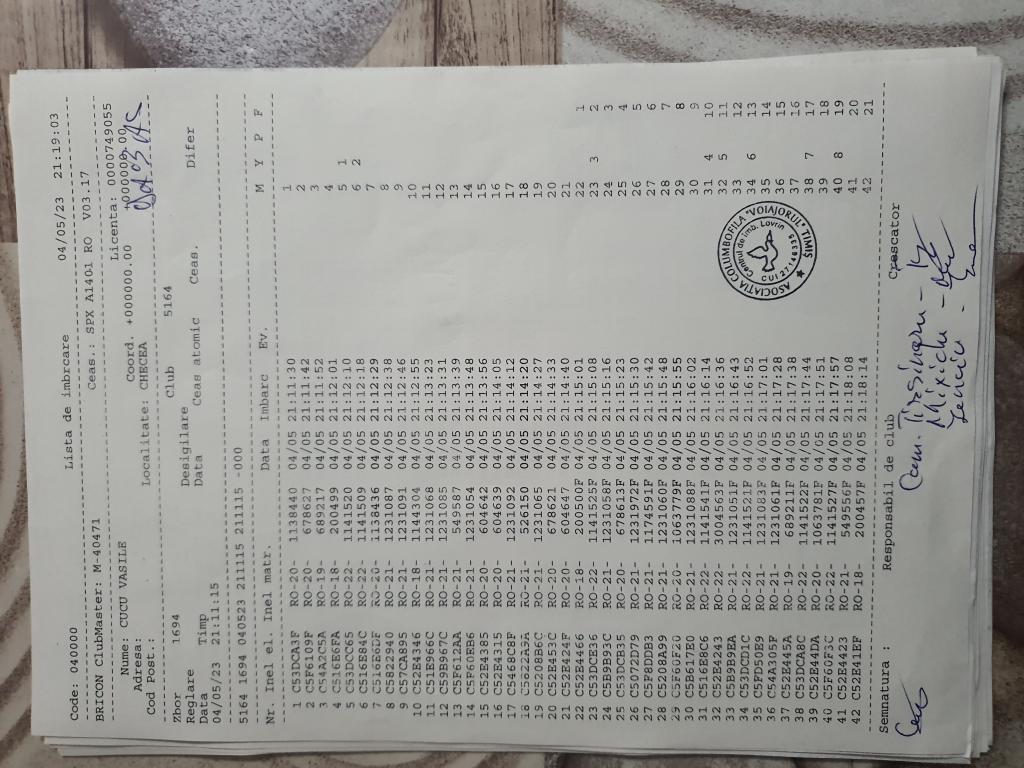 Code: 040000 Lista de imbrcare 04/05/23 21:19:03
BRICON ClubMaster: M-40471 Ceas.: SPX A1401 RO V03.17
Nume: CUCU VASILE Licenta: 0000749055
Adresa: Coord. +000000.00 +000000.00
Cod Post.: Localitate: CHECEA
Zbor 1694 Club 5164
Reglare Desigilare
Data Timp Data Ceas atomic Ceas. Difer
04/05/23 21:11:15
5164 1694 040523 211115 211115 -000
Nr. Inel el. Inel matr. Data Imbarc Ev. M Y P F
1 C53DCA3F RO-20- 1138440 04/05 21:11:30 1
2 C5F6109F RO-20- 678637 04/05 21:11:42 2
3 C54A2C5A RO-19- 689217 04/05 21:11:52 3
4 C51E6EFA RO-18- 200499 04/05 21:12:01 4
5 C53DCC65 RO-22- 1141520 04/05 21:12:10 5 1
6 C516E84C RO-22- 1141509 04/05 21:12:18 6 2
7 C516E6DF RO-20- 1138436 04/05 21:12:29 7
8 C5822940 RO-21- 1231087 04/05 21:12:38 8
9 C57CA895 RO-21- 1231091 04/05 21:12:46 9
10 C52E4346 RO-18- 1144304 04/05 21:12:55 10
11 C51E966C RO-21- 1231068 04/05 21:13:23 11
12 C59B967C RO-21- 1231085 04/05 21:13:31 12
13 C5F612AA RO-21- 549587 04/05 21:13:39 13
14 C5F60EB6 RO-21- 1231054 04/05 21:13:48 14
15 C52E4385 RO-20- 604642 04/05 21:13:56 15
16 C52E4315 RO-20- 604639 04/05 21:14:05 16
17 C5468C8F RO-21- 1231092 04/05 21:14:12 17
18 C5822A9A RO-21- 526150 04/05 21:14:20 18
19 C5208B6C RO-21- 1231065 04/05 21:14:27 19
20 C52E453C RO-20- 678621 04/05 21:14:33 20
21 C52E424F RO-20- 604647 04/05 21:14:40 21
22 C52E4466 RO-18- 200500F 04/05 21:15:01 22 1
23 C53DCE36 RO-22- 1141525F 04/05 21:15:08 23 3 2
24 C5B9B93C RO-21- 1231058F 04/05 21:15:16 24 3
25 C53DCB35 RO-20- 678613F 04/05 21:15:23 25 4
26 C5072D77 RO-21- 1231972F 04/05 21:15:30 26 5
27 C5F8DDB3 RO-21- 1174591F 04/05 21:15:42 27 6
28 C5208A99 RO-21- 1231060F 04/05 21:15:48 28 7
29 C5F60F20 RO-20- 1063779F 04/05 21:15:55 29 8
30 C5B617E0 RO-21- 1231088F 04/05 21:16:02 30 9
31 C516E8C6 RO-22- 1141541F 04/05 21:16:14 31 4 10
32 C52E4243 RO-22- 3004563F 04/05 21:16:36 32 5 11
33 C5B9B9EA RO-21- 1231051F 04/05 21:16:43 33 12
34 C53DCD1C RO-22- 1141521F 04/05 21:16:52 34 6 13
35 C5FD50B9 RO-21- 1231083F 04/05 21:17:01 35 14
36 C54A305F RO-21- 1231061F 04/05 21:17:28 36 15
37 C52E445A RO-19- 689211F 04/05 21:17:38 37 16
38 C53DCA8C RO-22- 1141522F 04/05 21:17:44 38 7 17
39 C52E44DA RO-20- 1063781F 04/05 21:17:51 39 18
40 C5F60F3C RO-22- 1141527F 04/05 21:17:57 40 8 19
41 C52E4423 RO-21- 549556F 04/05 21:18:08 41 20
42 C52E41EF RO-18- 200457F 04/05 21:18:14 42 21
ASOCIATIA COLUMBOFILA "VOIAJORUL" TIMIS
Centrul de imb. Lovrin
Semnatura : Responsabil de Club Crescator